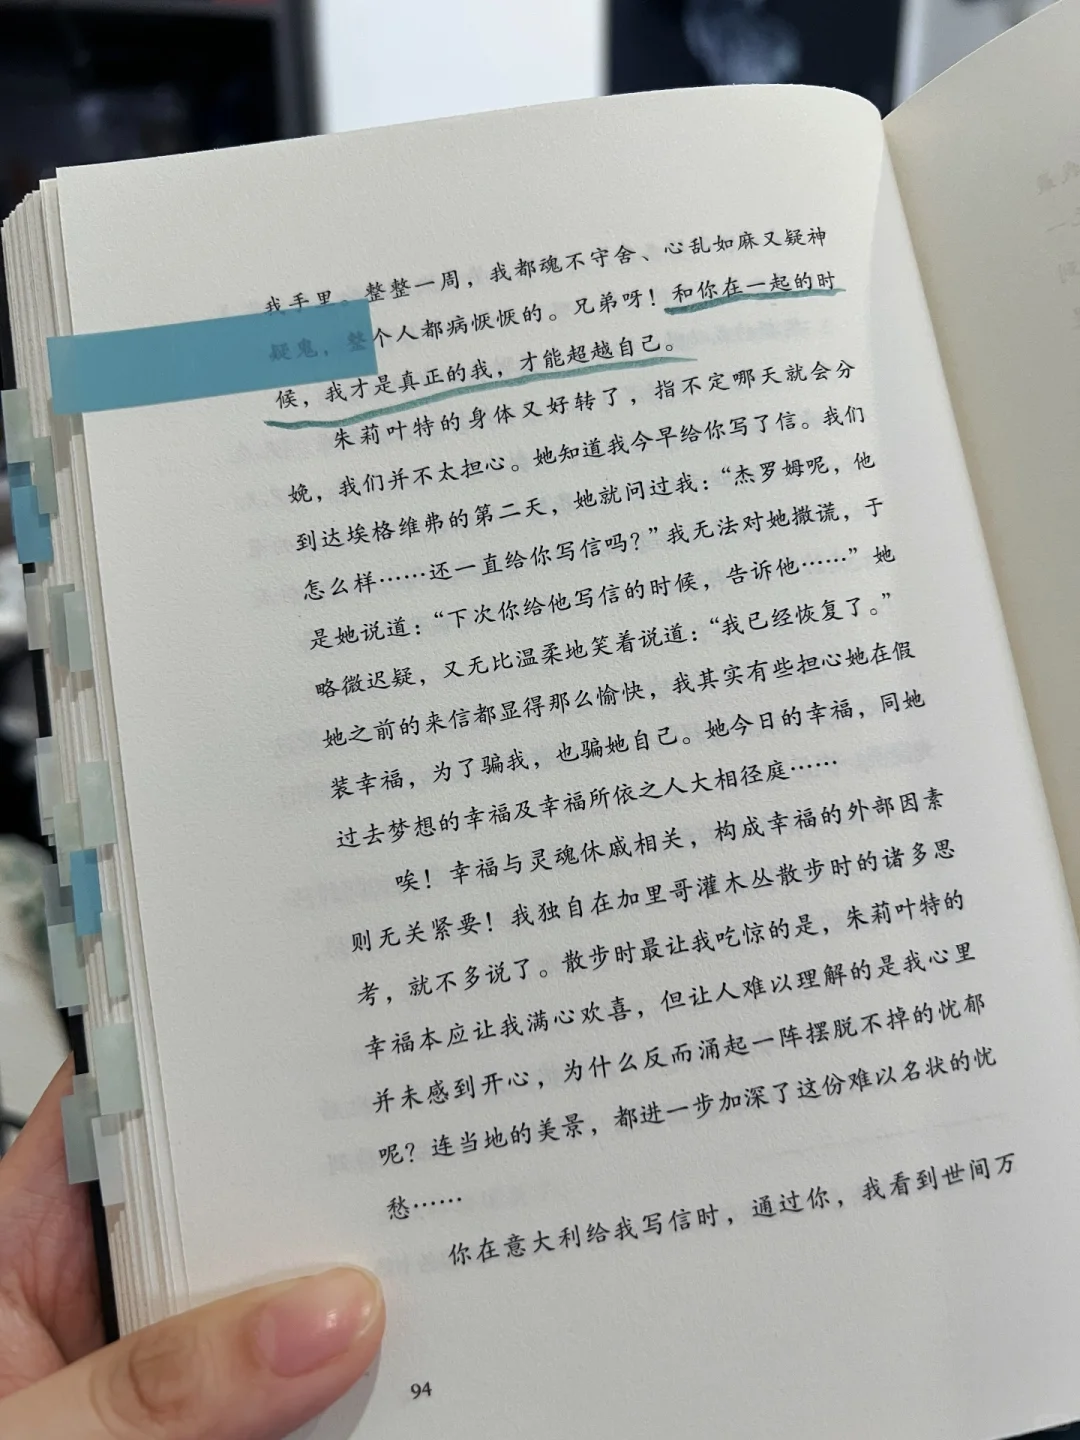 我手里。整整一周，我都魂不守舍、心乱如麻又疑神
疑鬼，整个人都病恹恹的。兄弟呀！和你在一起的时
候，我才是真正的我，才能超越自己。
朱莉叶特的身体又好转了，指不定哪天就会分
娩，我们并不太担心。她知道我今早给你写了信。我们
到达埃格维弗的第二天，她就问过我：“杰罗姆呢，他
怎么样……还一直给你写信吗？”我无法对她撒谎，于
是她说道：“下次你给他写信的时候，告诉他……”她
略微迟疑，又无比温柔地笑着说道：“我已经恢复了。”
她之前的来信都显得那么愉快，我其实有些担心她在假
装幸福，为了骗我，也骗她自己。她今日的幸福，同她
过去梦想的幸福及幸福所依之人大相径庭……
唉！幸福与灵魂休戚相关，构成幸福的外部因素
则无关紧要！我独自在加里哥灌木丛散步时的诸多思
考，就不多说了。散步时最让我吃惊的是，朱莉叶特的
幸福本应让我满心欢喜，但让人难以理解的是我心里
并未感到开心，为什么反而涌起一阵摆脱不掉的忧郁
呢？连当地的美景，都进一步加深了这份难以名状的忧
愁……
你在意大利给我写信时，通过你，我看到世间万
94